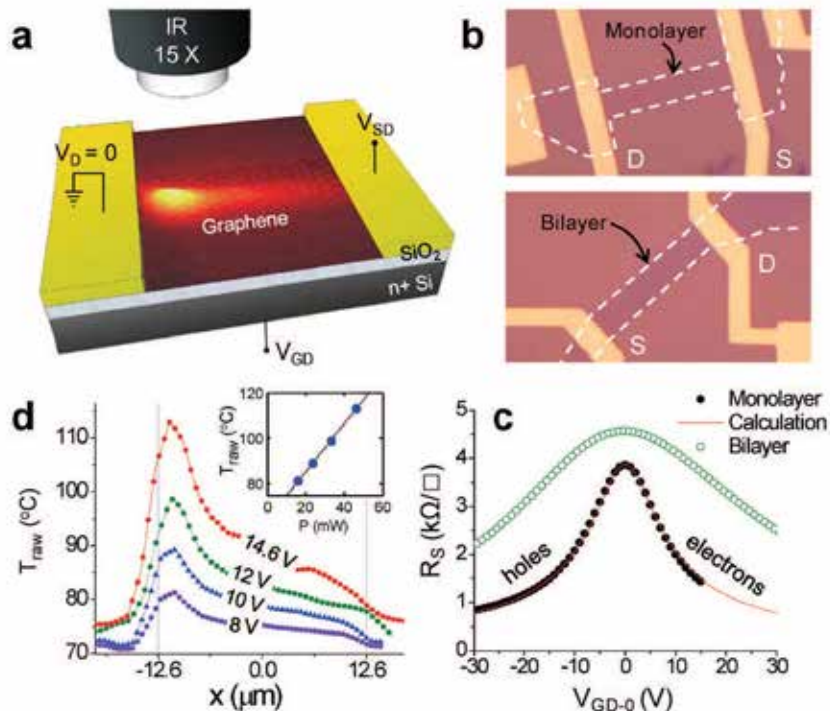 a
IR
15 X
V_D = 0
V_SD
Graphene
SiO₂
n+ Si
V_GD
b
Monolayer
D
S
Bilayer
D
S
d
T_raw (°C)
110
100
90
80
70
14.6 V
12 V
10 V
8 V
-12.6
0.0
12.6
x (μm)
T_raw (°C)
120
100
80
0
20
40
60
P (mW)
c
Monolayer
Calculation
Bilayer
R_S (kΩ/□)
5
4
3
2
1
0
holes
electrons
-30
-20
-10
0
10
20
30
V_GD-0 (V)